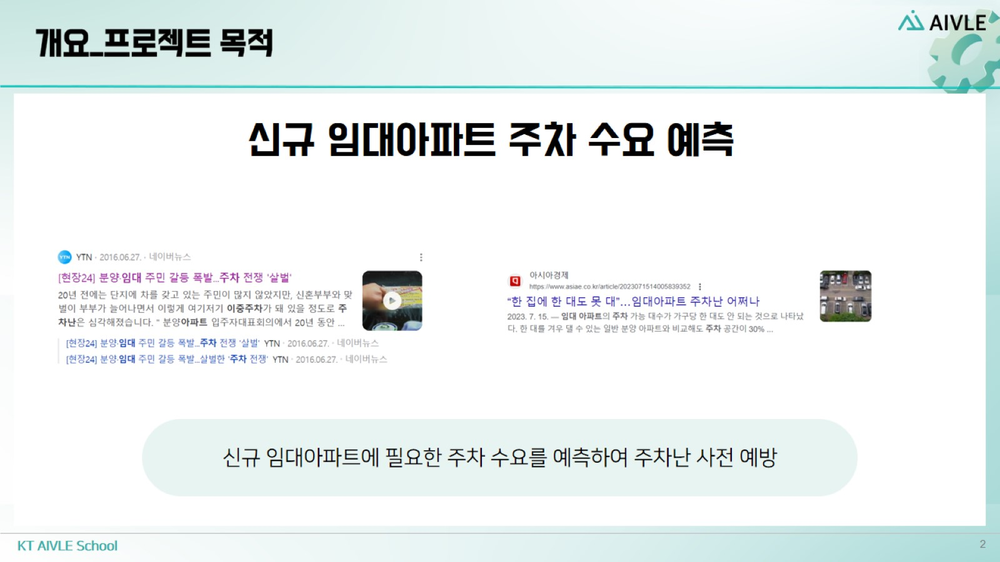 개요_프로젝트 목적
AIVLE
신규 임대아파트 주차 수요 예측
YTN YTN · 2016.06.27. · 네이버뉴스
[현장24] 분양·임대 주민 갈등 폭발...주차 전쟁 '살벌'
20년 전에는 단지에 차를 갖고 있는 주민이 많지 않았지만, 신혼부부와 맞
벌이 부부가 늘어나면서 이렇게 여기저기 이중주차가 돼 있을 정도로 주
차난은 심각해졌습니다. " 분양아파트 입주자대표회의에서 20년 동안 ...
[현장24] 분양·임대 주민 갈등 폭발...주차 전쟁 '살벌' YTN · 2016.06.27. · 네이버뉴스
[현장24] 분양·임대 주민 갈등 폭발...살벌한 '주차 전쟁' YTN · 2016.06.27. · 네이버뉴스
아시아경제
https://www.asiae.co.kr/article/2023071514005839352
“한 집에 한 대도 못 대”...임대아파트 주차난 어쩌나
2023. 7. 15. — 임대 아파트의 주차 가능 대수가 가구당 한 대도 안 되는 것으로 나타났
다. 한 대를 겨우 댈 수 있는 일반 분양 아파트와 비교해도 주차 공간이 30% ...
신규 임대아파트에 필요한 주차 수요를 예측하여 주차난 사전 예방
KT AIVLE School
2